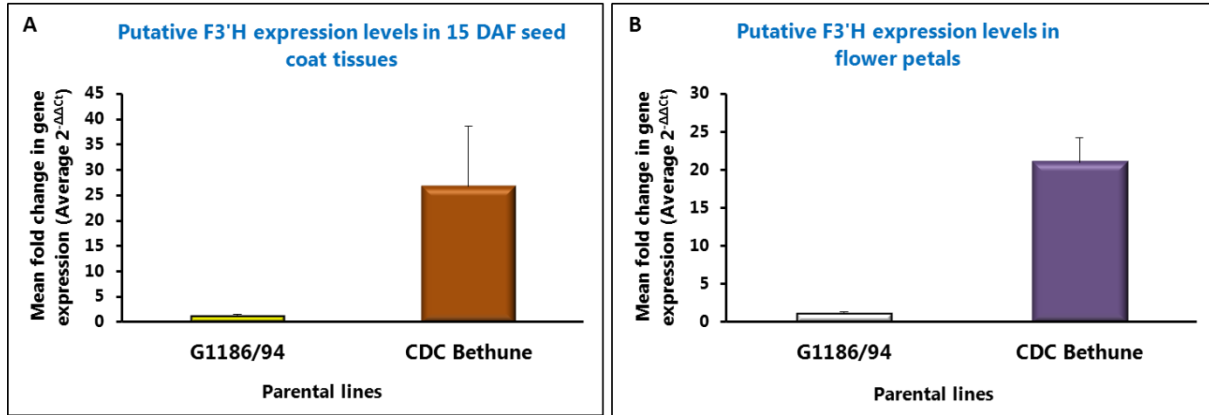 A
Putative F3'H expression levels in 15 DAF seed
coat tissues
Mean fold change in gene
expression (Average 2^-ΔΔCt)
45
40
35
30
25
20
15
10
5
0
G1186/94
CDC Bethune
Parental lines
B
Putative F3'H expression levels in
flower petals
Mean fold change in gene
expression (Average 2^-ΔΔCt)
30
25
20
15
10
5
0
G1186/94
CDC Bethune
Parental lines